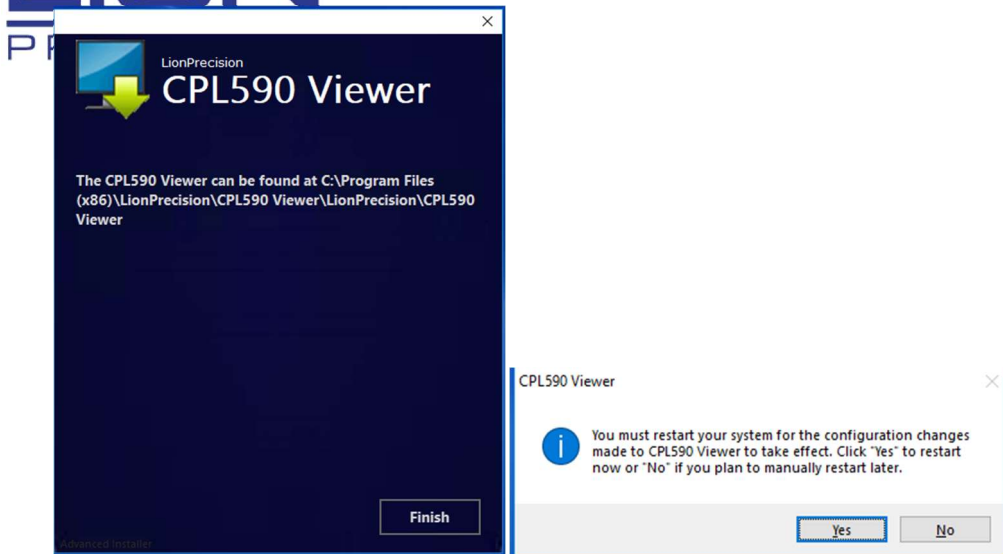 LionPrecision
CPL590 Viewer
The CPL590 Viewer can be found at C:\Program Files
(x86)\LionPrecision\CPL590 Viewer\LionPrecision\CPL590
Viewer
Finish
Advanced Installer
CPL590 Viewer
You must restart your system for the configuration changes
made to CPL590 Viewer to take effect. Click "Yes" to restart
now or "No" if you plan to manually restart later.
Yes
No